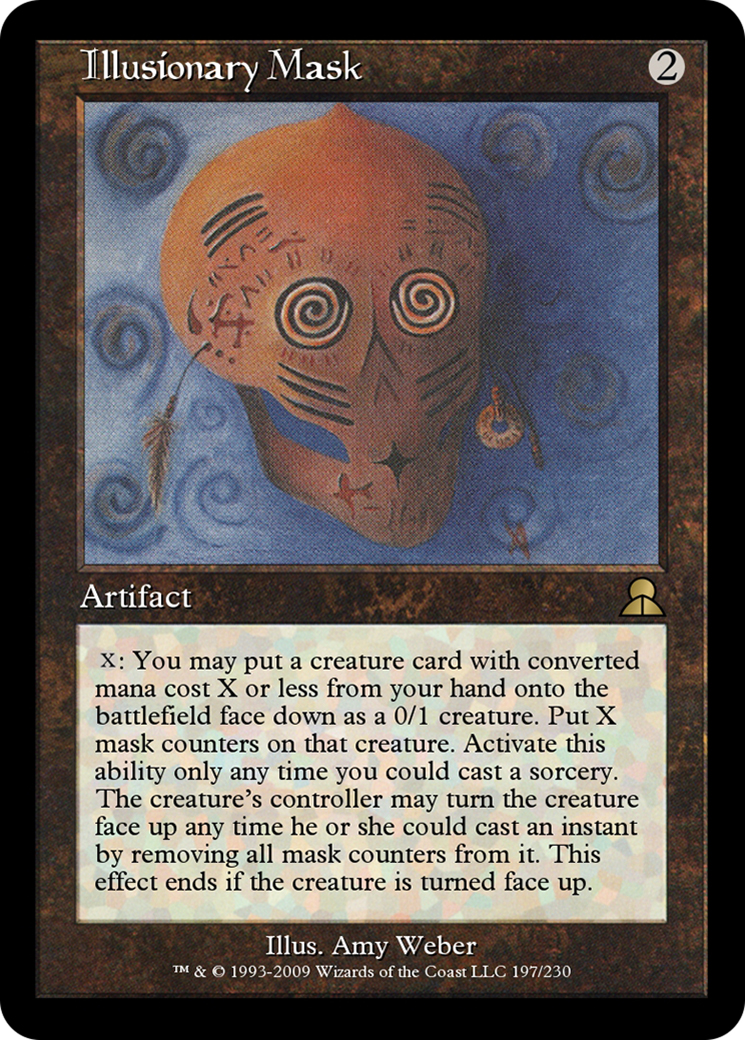 Illusionary Mask
2
Artifact
X: You may put a creature card with converted
mana cost X or less from your hand onto the
battlefield face down as a 0/1 creature. Put X
mask counters on that creature. Activate this
ability only any time you could cast a sorcery.
The creature's controller may turn the creature
face up any time he or she could cast an instant
by removing all mask counters from it. This
effect ends if the creature is turned face up.
Illus. Amy Weber
™ & © 1993-2009 Wizards of the Coast LLC 197/230